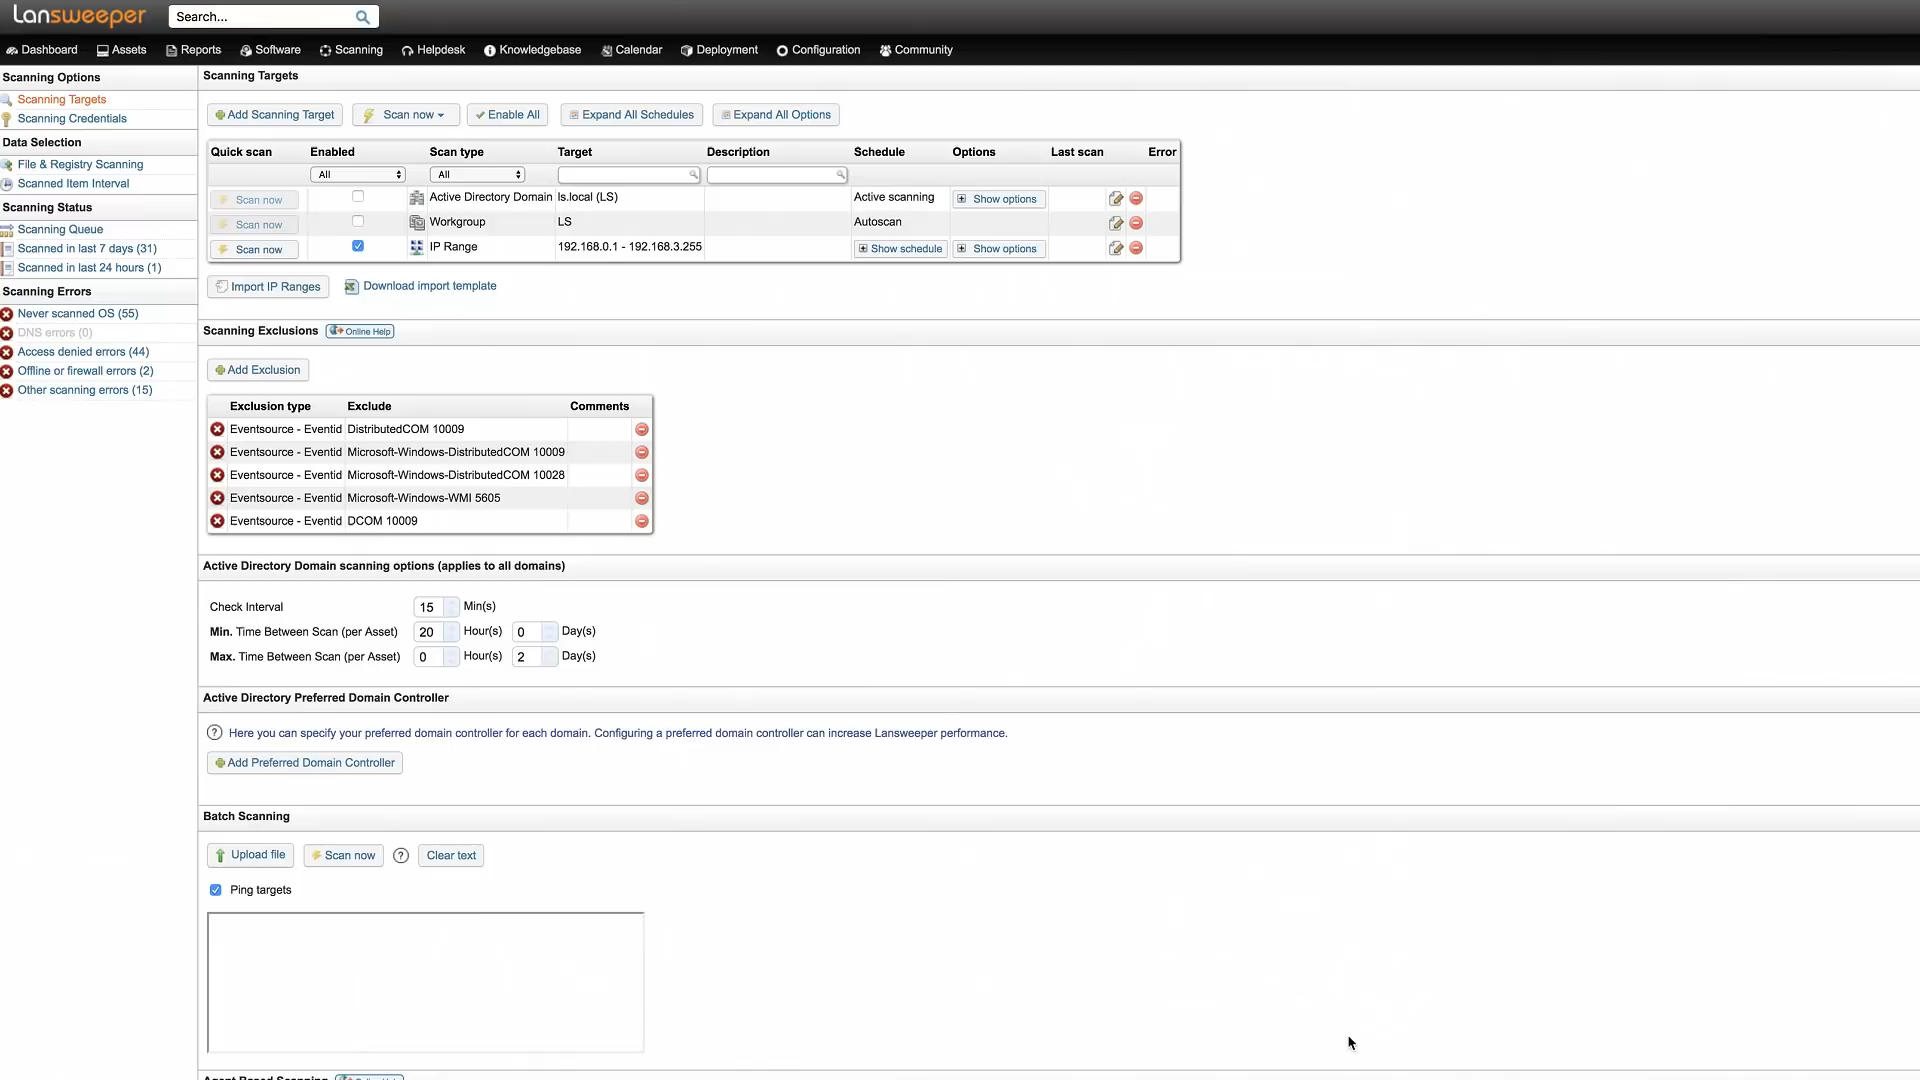 Lansweeper
Search...
Dashboard Assets Reports Software Scanning Helpdesk Knowledgebase Calendar Deployment Configuration Community
Scanning Options
Scanning Targets
Scanning Credentials
Data Selection
File & Registry Scanning
Scanned Item Interval
Scanning Status
Scanning Queue
Scanned in last 7 days (31)
Scanned in last 24 hours (1)
Scanning Errors
Never scanned OS (55)
DNS errors (0)
Access denied errors (44)
Offline or firewall errors (2)
Other scanning errors (15)
Scanning Targets
Add Scanning Target Scan now Enable All Expand All Schedules Expand All Options
Quick scan Enabled Scan type Target Description Schedule Options Last scan Error
All All
Scan now Active Directory Domain ls.local (LS) Active scanning Show options
Scan now Workgroup LS Autoscan
Scan now IP Range 192.168.0.1 - 192.168.3.255 Show schedule Show options
Import IP Ranges Download import template
Scanning Exclusions Online Help
Add Exclusion
Exclusion type Exclude Comments
Eventsource - Eventid DistributedCOM 10009
Eventsource - Eventid Microsoft-Windows-DistributedCOM 10009
Eventsource - Eventid Microsoft-Windows-DistributedCOM 10028
Eventsource - Eventid Microsoft-Windows-WMI 5605
Eventsource - Eventid DCOM 10009
Active Directory Domain scanning options (applies to all domains)
Check Interval 15 Min(s)
Min. Time Between Scan (per Asset) 20 Hour(s) 0 Day(s)
Max. Time Between Scan (per Asset) 0 Hour(s) 2 Day(s)
Active Directory Preferred Domain Controller
? Here you can specify your preferred domain controller for each domain. Configuring a preferred domain controller can increase Lansweeper performance.
Add Preferred Domain Controller
Batch Scanning
Upload file Scan now ? Clear text
Ping targets
Agent Based Scanning